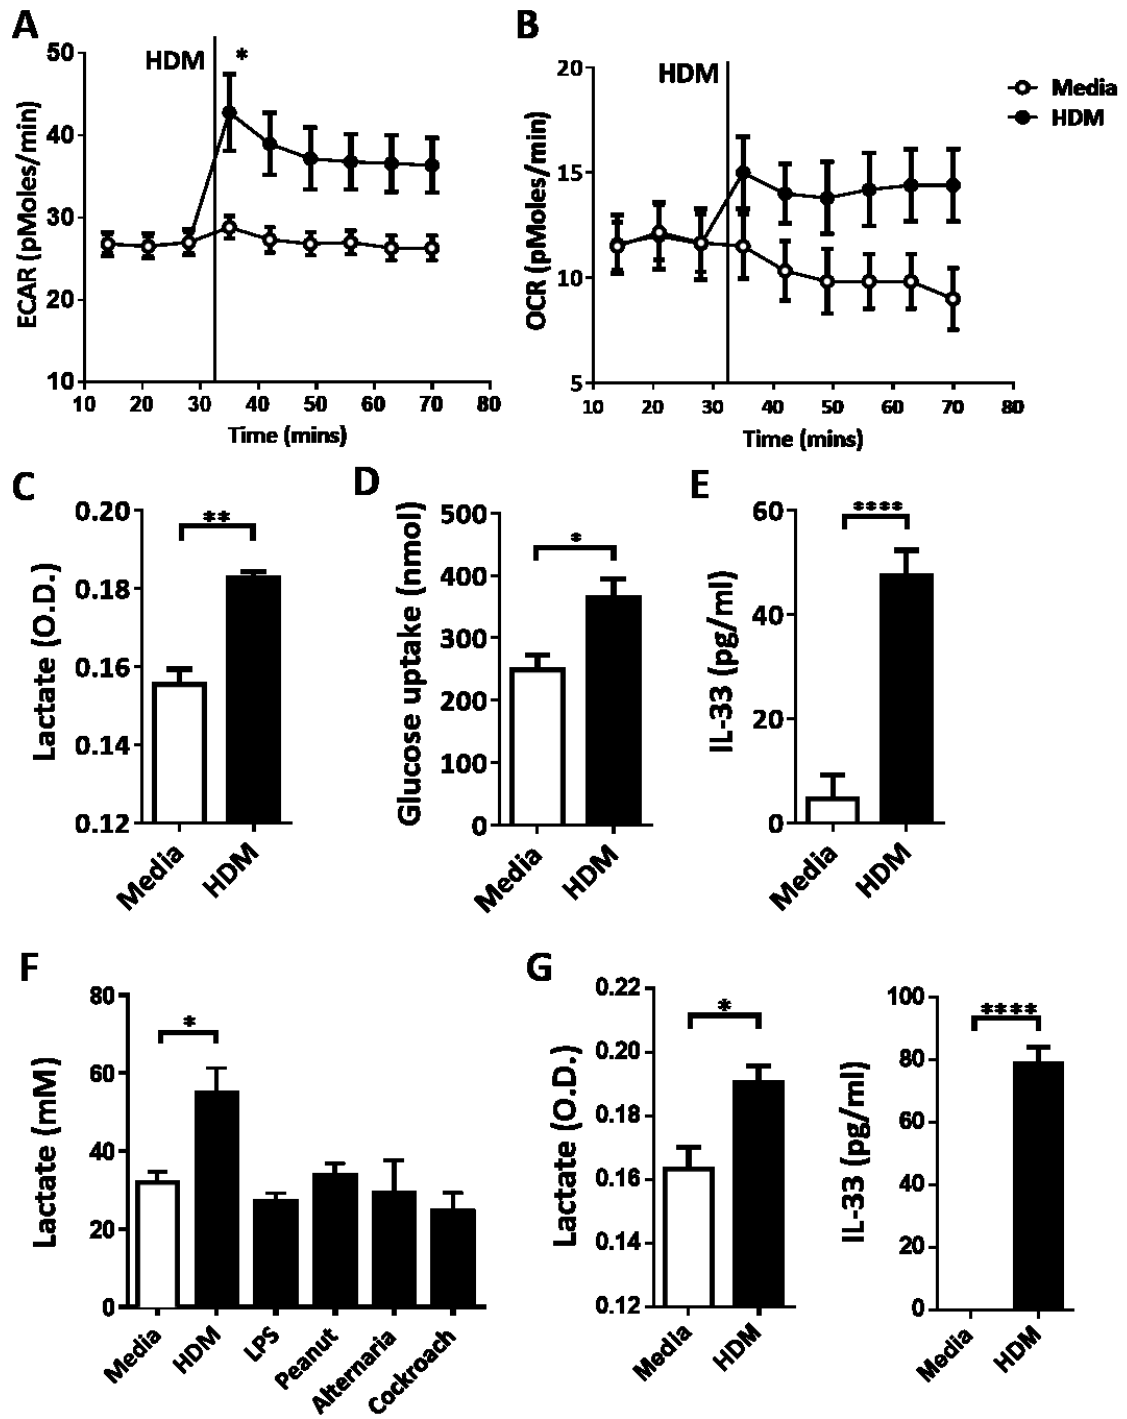 A
B
HDM
*
50
40
30
20
10
ECAR (pMoles/min)
10 20 30 40 50 60 70 80
Time (mins)
HDM
20
15
10
5
OCR (pMoles/min)
10 20 30 40 50 60 70 80
Time (mins)
Media
HDM
C
0.20
0.18
0.16
0.14
0.12
Lactate (O.D.)
**
Media
HDM
D
500
400
300
200
100
0
Glucose uptake (nmol)
*
Media
HDM
E
60
40
20
0
IL-33 (pg/ml)
****
Media
HDM
F
80
60
40
20
0
Lactate (mM)
*
Media
HDM
LPS
Peanut
Alternaria
Cockroach
G
0.22
0.20
0.18
0.16
0.14
0.12
Lactate (O.D.)
*
Media
HDM
100
80
60
40
20
0
IL-33 (pg/ml)
****
Media
HDM